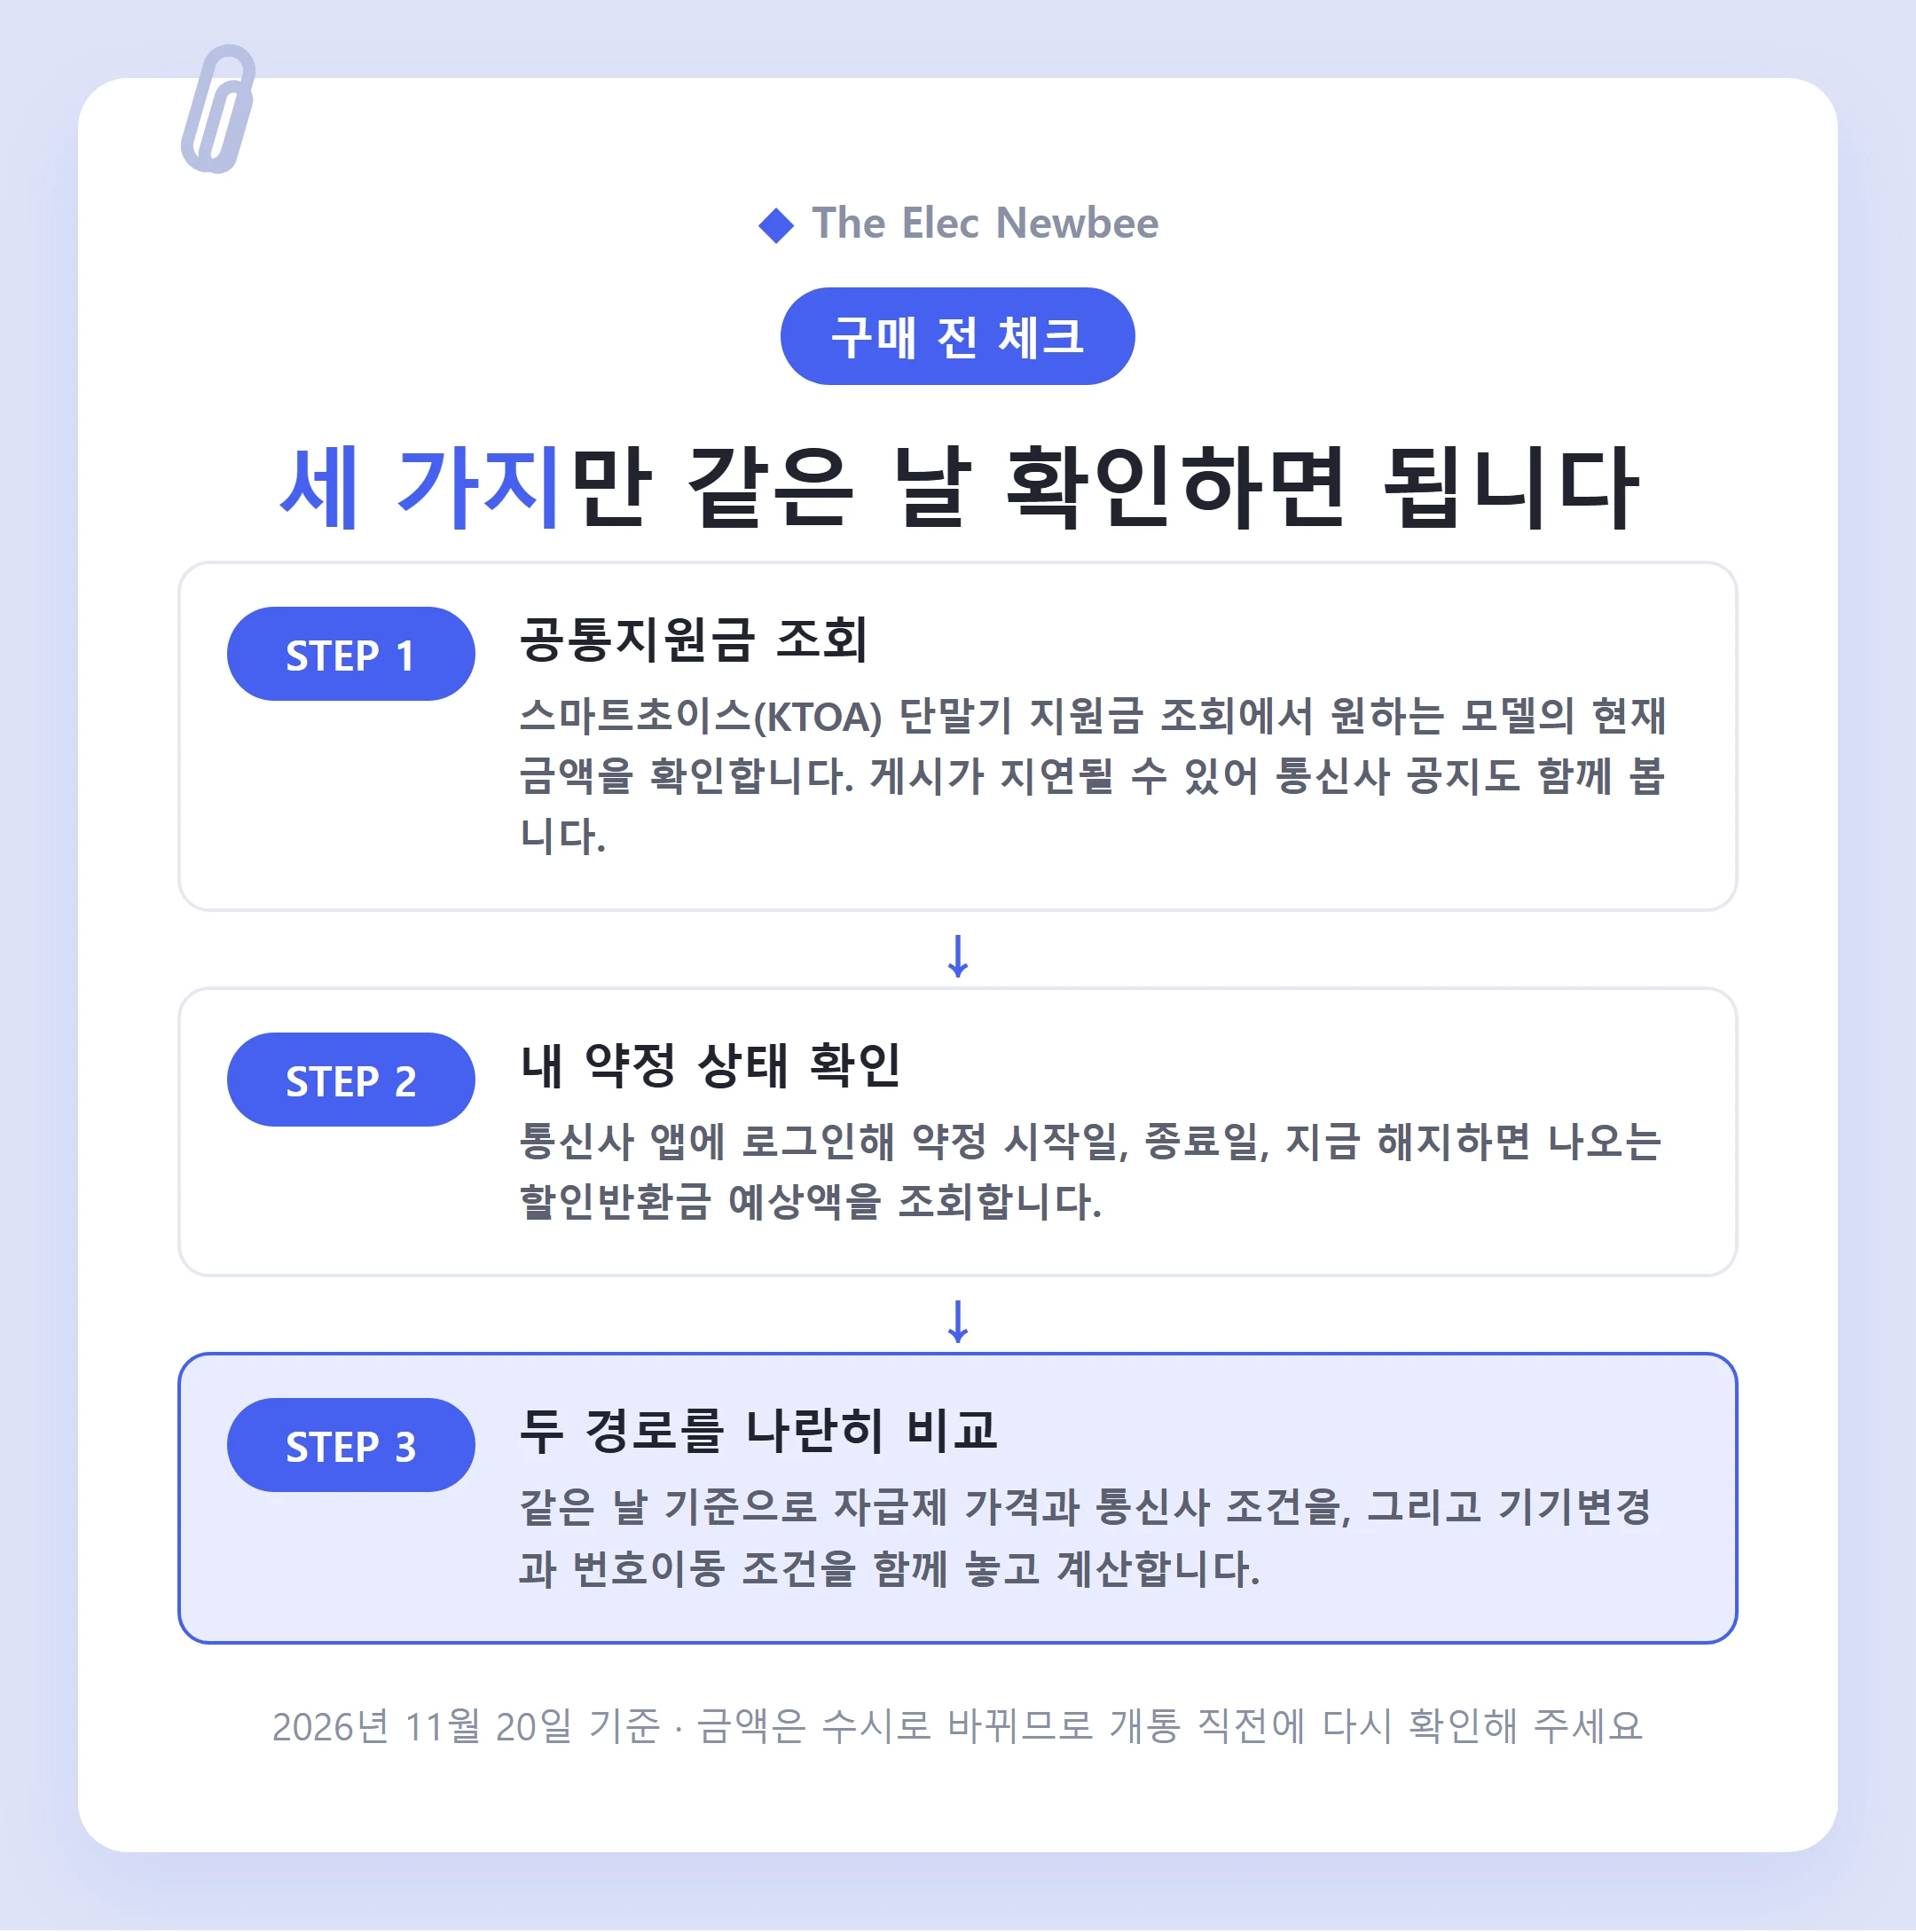 The Elec Newbee
구매 전 체크
세 가지만 같은 날 확인하면 됩니다
STEP 1
공통지원금 조회
스마트초이스(KTOA) 단말기 지원금 조회에서 원하는 모델의 현재
금액을 확인합니다. 게시가 지연될 수 있어 통신사 공지도 함께 봅
니다.
↓
STEP 2
내 약정 상태 확인
통신사 앱에 로그인해 약정 시작일, 종료일, 지금 해지하면 나오는
할인반환금 예상액을 조회합니다.
↓
STEP 3
두 경로를 나란히 비교
같은 날 기준으로 자급제 가격과 통신사 조건을, 그리고 기기변경
과 번호이동 조건을 함께 놓고 계산합니다.
2026년 11월 20일 기준 · 금액은 수시로 바뀌므로 개통 직전에 다시 확인해 주세요